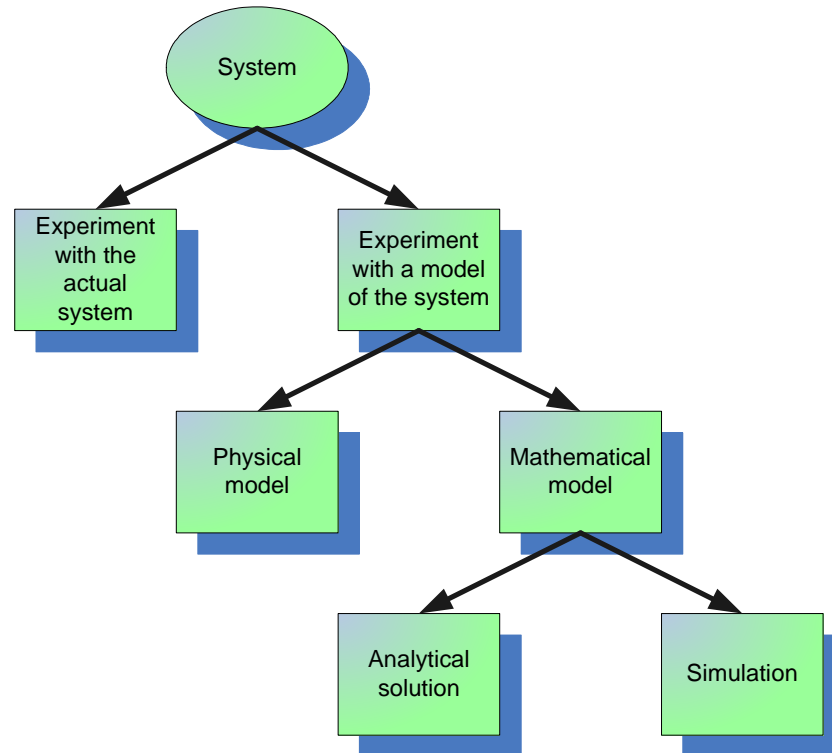 System
Experiment
with the
actual
system
Experiment
with a model
of the system
Physical
model
Mathematical
model
Analytical
solution
Simulation